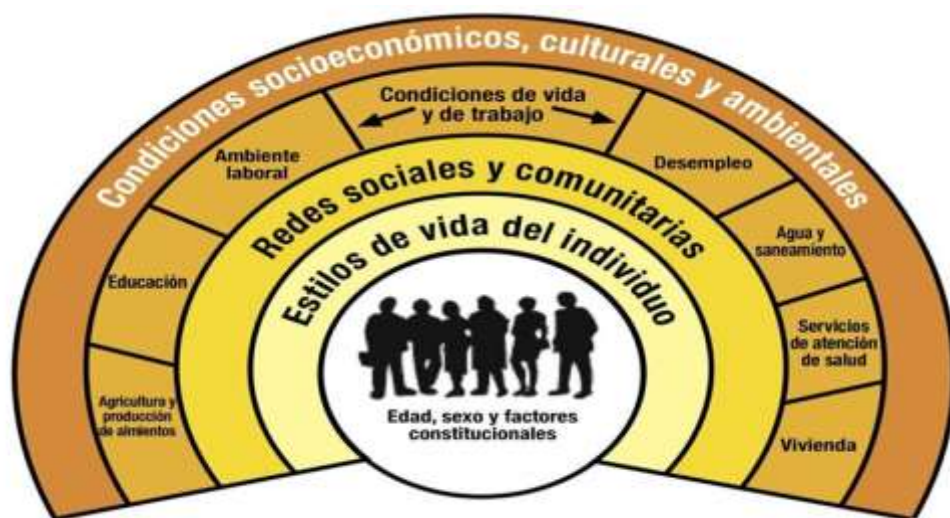 Condiciones socioeconómicos, culturales y ambientales
Condiciones de vida
y de trabajo
Ambiente
laboral
Desempleo
Educación
Agua y
saneamiento
Agricultura y
producción
de almientos
Servicios
de atención
de salud
Vivienda
Redes sociales y comunitarias
Estilos de vida del individuo
Edad, sexo y factores
constitucionales